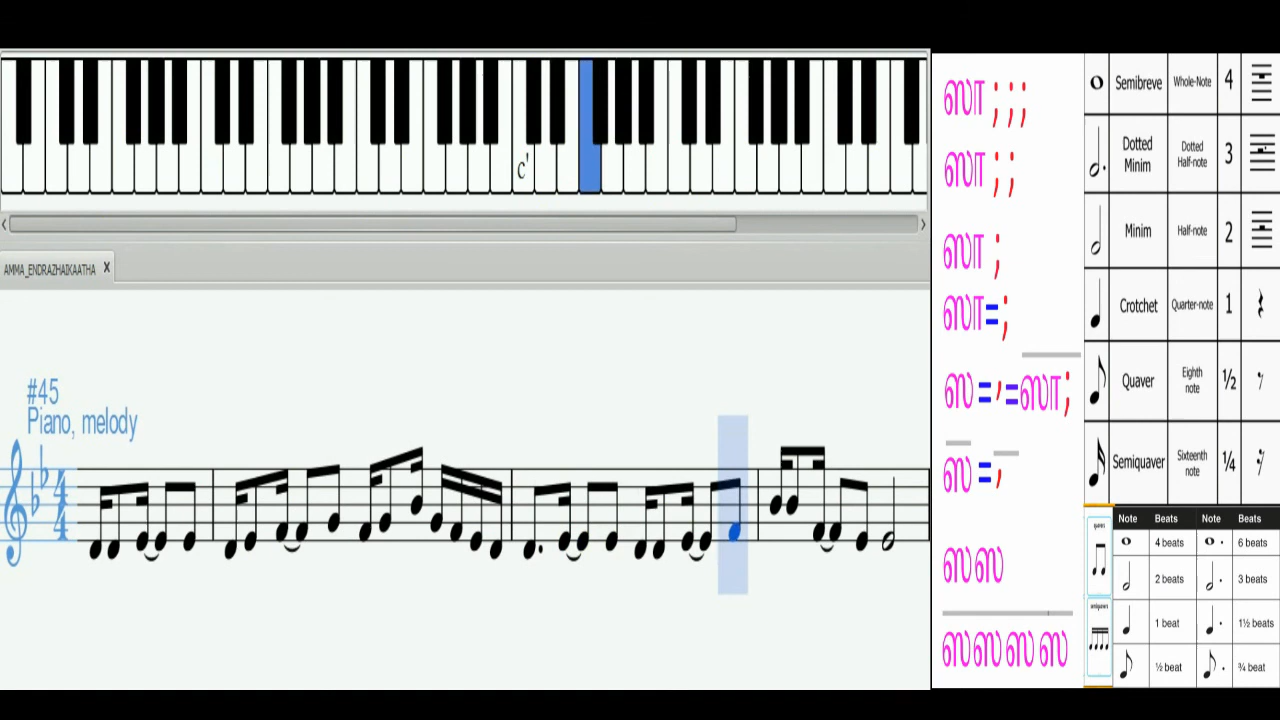 c'
AMMA_ENDRAZHAIKAATHA X
#45
Piano, melody
4
4
ஸா ; ; ;
ஸா ; ;
ஸா ;
ஸா=;
ஸ=,=ஸா;
ஸ=,
ஸஸ
ஸஸஸஸ
Semibreve Whole-Note 4
Dotted Minim Dotted Half-note 3
Minim Half-note 2
Crotchet Quarter-note 1
Quaver Eighth note ½
Semiquaver Sixteenth note ¼
Note Beats Note Beats
4 beats 6 beats
2 beats 3 beats
1 beat 1½ beats
½ beat ¾ beat